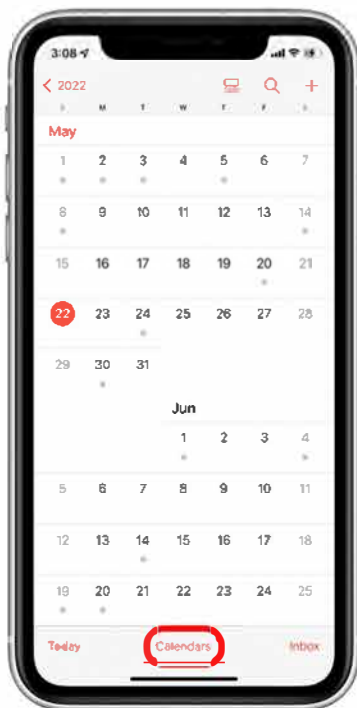 3:08
2022
S M T W T F S
May
1 2 3 4 5 6 7
8 9 10 11 12 13 14
15 16 17 18 19 20 21
22 23 24 25 26 27 28
29 30 31
Jun
1 2 3 4
5 6 7 8 9 10 11
12 13 14 15 16 17 18
19 20 21 22 23 24 25
Today Calendars Inbox